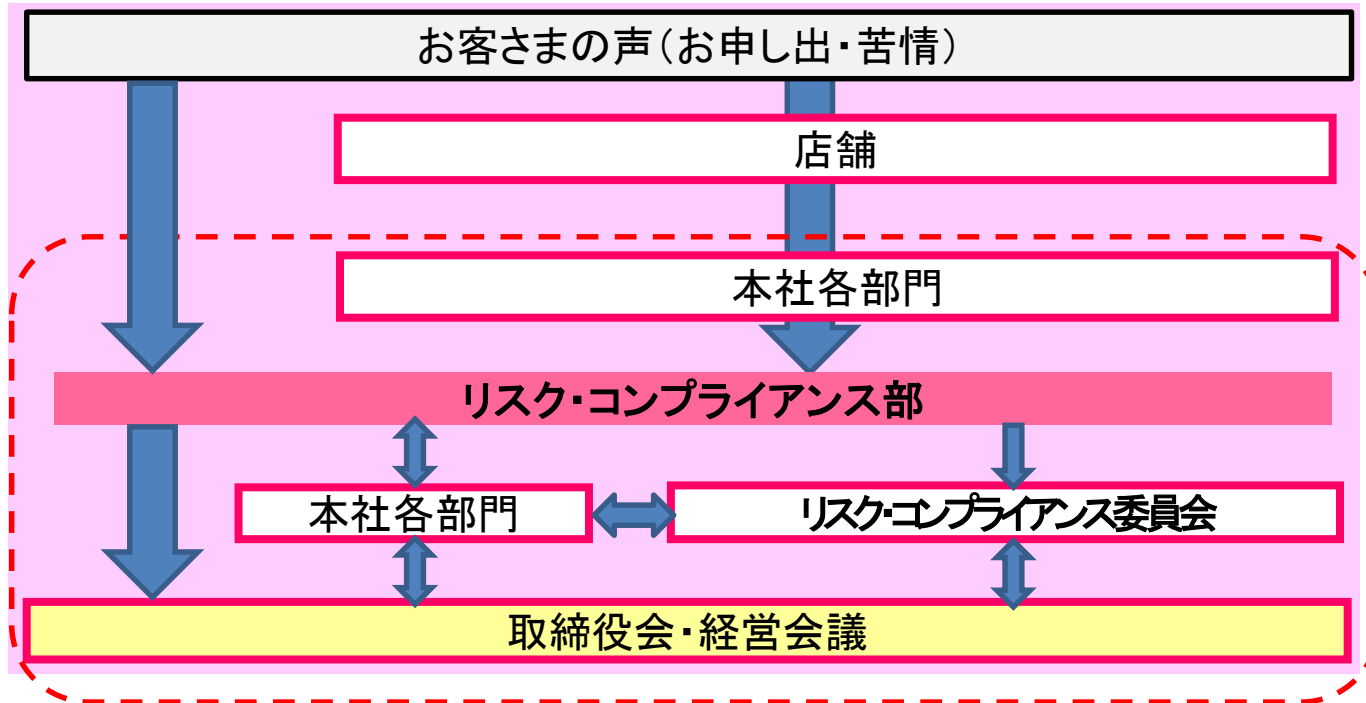 お客さまの声(お申し出・苦情)
店舗
本社各部門
リスク・コンプライアンス部
本社各部門
リスク・コンプライアンス委員会
取締役会・経営会議